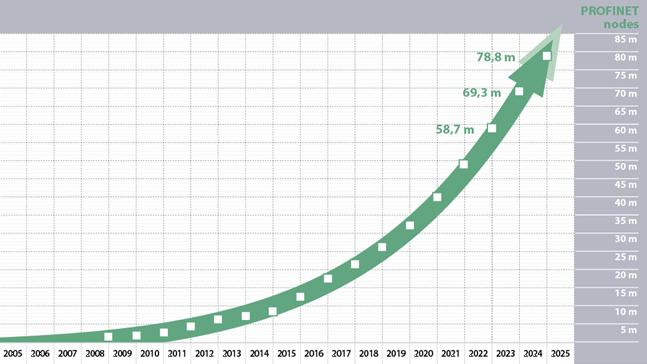 PROFINET
nodes
85 m
78,8 m
80 m
75 m
69,3 m
70 m
65 m
58,7 m
60 m
55 m
50 m
45 m
40 m
35 m
30 m
25 m
20 m
15 m
10 m
5 m
2005 2006 2007 2008 2009 2010 2011 2012 2013 2014 2015 2016 2017 2018 2019 2020 2021 2022 2023 2024 2025